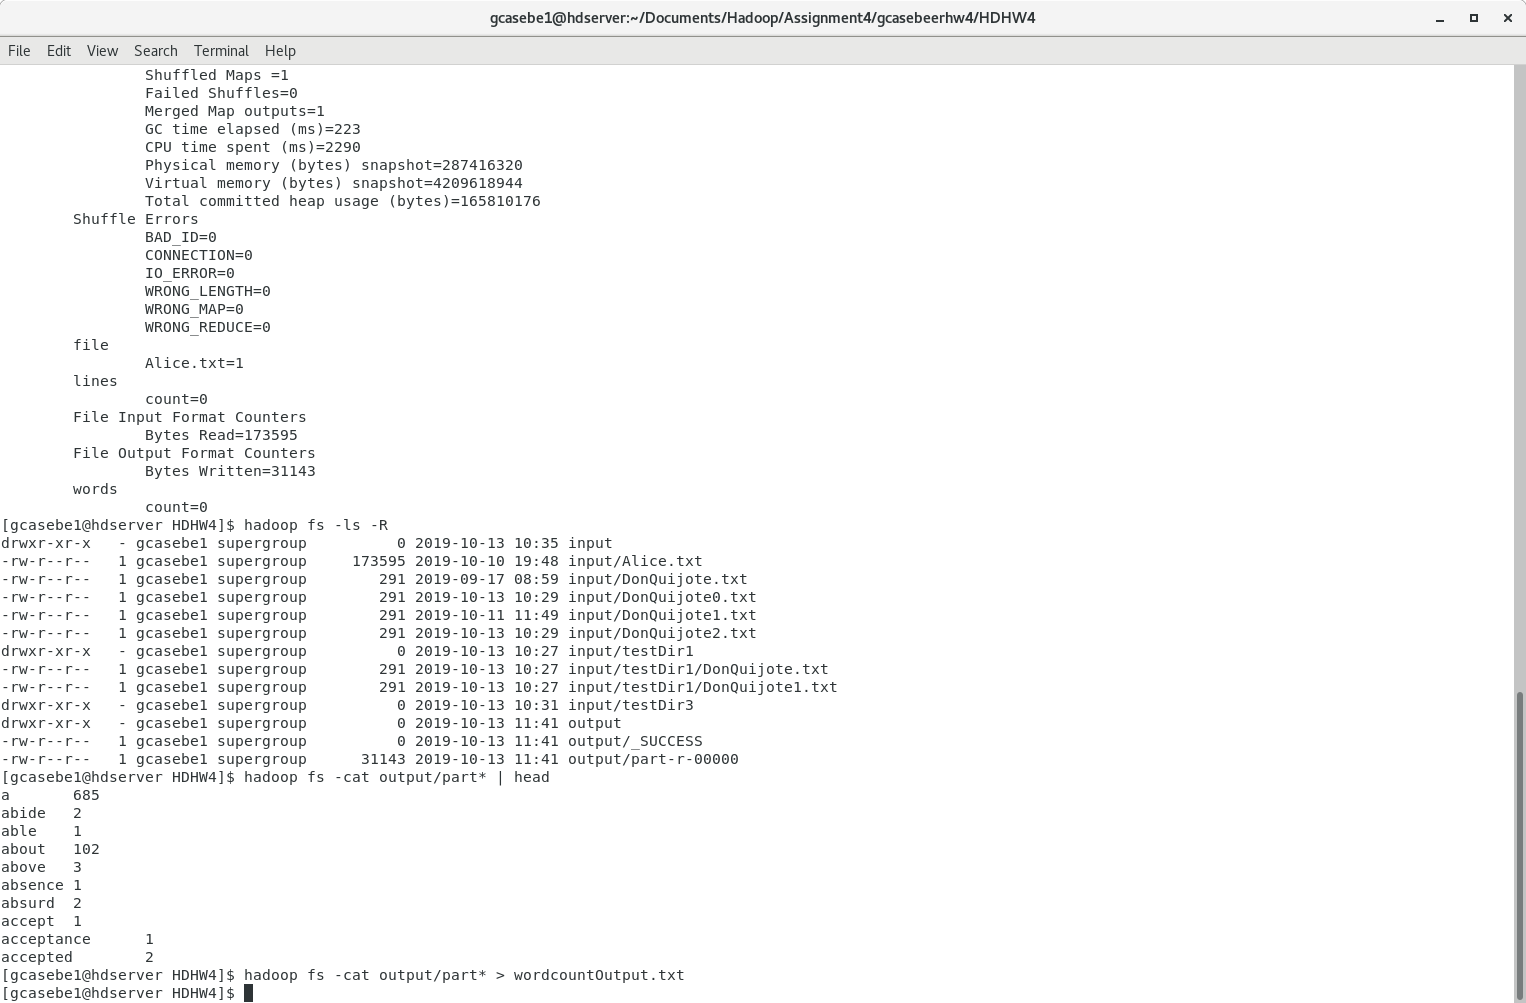 gcasebe1@hdserver:~/Documents/Hadoop/Assignment4/gcasebeerhw4/HDHW4
File Edit View Search Terminal Help
Shuffled Maps =1
Failed Shuffles=0
Merged Map outputs=1
GC time elapsed (ms)=223
CPU time spent (ms)=2290
Physical memory (bytes) snapshot=287416320
Virtual memory (bytes) snapshot=4209618944
Total committed heap usage (bytes)=165810176
Shuffle Errors
BAD_ID=0
CONNECTION=0
IO_ERROR=0
WRONG_LENGTH=0
WRONG_MAP=0
WRONG_REDUCE=0
file
Alice.txt=1
lines
count=0
File Input Format Counters
Bytes Read=173595
File Output Format Counters
Bytes Written=31143
words
count=0
[gcasebe1@hdserver HDHW4]$ hadoop fs -ls -R
drwxr-xr-x   - gcasebe1 supergroup          0 2019-10-13 10:35 input
-rw-r--r--   1 gcasebe1 supergroup     173595 2019-10-10 19:48 input/Alice.txt
-rw-r--r--   1 gcasebe1 supergroup        291 2019-09-17 08:59 input/DonQuijote.txt
-rw-r--r--   1 gcasebe1 supergroup        291 2019-10-13 10:29 input/DonQuijote0.txt
-rw-r--r--   1 gcasebe1 supergroup        291 2019-10-11 11:49 input/DonQuijote1.txt
-rw-r--r--   1 gcasebe1 supergroup        291 2019-10-13 10:29 input/DonQuijote2.txt
drwxr-xr-x   - gcasebe1 supergroup          0 2019-10-13 10:27 input/testDir1
-rw-r--r--   1 gcasebe1 supergroup        291 2019-10-13 10:27 input/testDir1/DonQuijote.txt
-rw-r--r--   1 gcasebe1 supergroup        291 2019-10-13 10:27 input/testDir1/DonQuijote1.txt
drwxr-xr-x   - gcasebe1 supergroup          0 2019-10-13 10:31 input/testDir3
drwxr-xr-x   - gcasebe1 supergroup          0 2019-10-13 11:41 output
-rw-r--r--   1 gcasebe1 supergroup          0 2019-10-13 11:41 output/_SUCCESS
-rw-r--r--   1 gcasebe1 supergroup      31143 2019-10-13 11:41 output/part-r-00000
[gcasebe1@hdserver HDHW4]$ hadoop fs -cat output/part* | head
a       685
abide   2
able    1
about   102
above   3
absence 1
absurd  2
accept  1
acceptance      1
accepted        2
[gcasebe1@hdserver HDHW4]$ hadoop fs -cat output/part* > wordcountOutput.txt
[gcasebe1@hdserver HDHW4]$